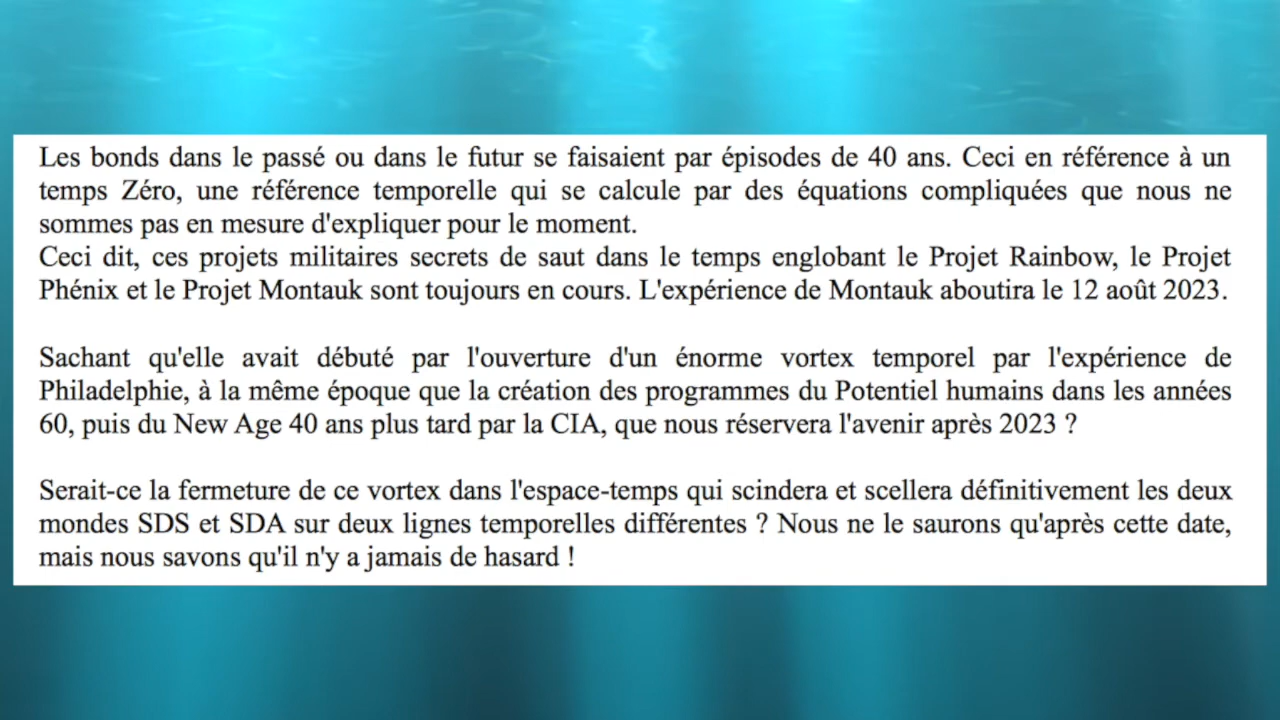 Les bonds dans le passé ou dans le futur se faisaient par épisodes de 40 ans. Ceci en référence à un
temps Zéro, une référence temporelle qui se calcule par des équations compliquées que nous ne
sommes pas en mesure d'expliquer pour le moment.
Ceci dit, ces projets militaires secrets de saut dans le temps englobant le Projet Rainbow, le Projet
Phénix et le Projet Montauk sont toujours en cours. L'expérience de Montauk aboutira le 12 août 2023.
Sachant qu'elle avait débuté par l'ouverture d'un énorme vortex temporel par l'expérience de
Philadelphie, à la même époque que la création des programmes du Potentiel humains dans les années
60, puis du New Age 40 ans plus tard par la CIA, que nous réservera l'avenir après 2023 ?
Serait-ce la fermeture de ce vortex dans l'espace-temps qui scindera et scellera définitivement les deux
mondes SDS et SDA sur deux lignes temporelles différentes ? Nous ne le saurons qu'après cette date,
mais nous savons qu'il n'y a jamais de hasard !